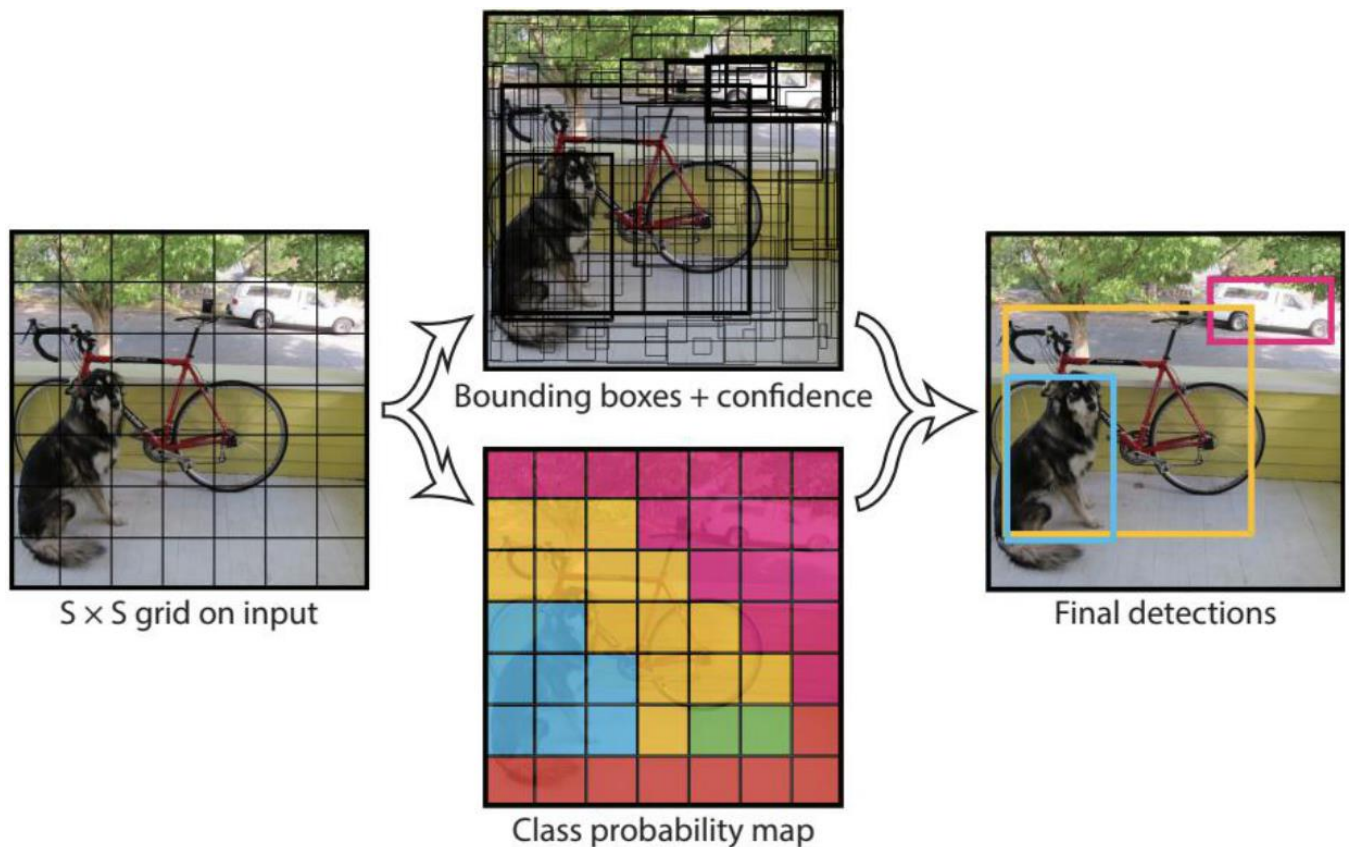 Bounding boxes + confidence
S × S grid on input
Final detections
Class probability map